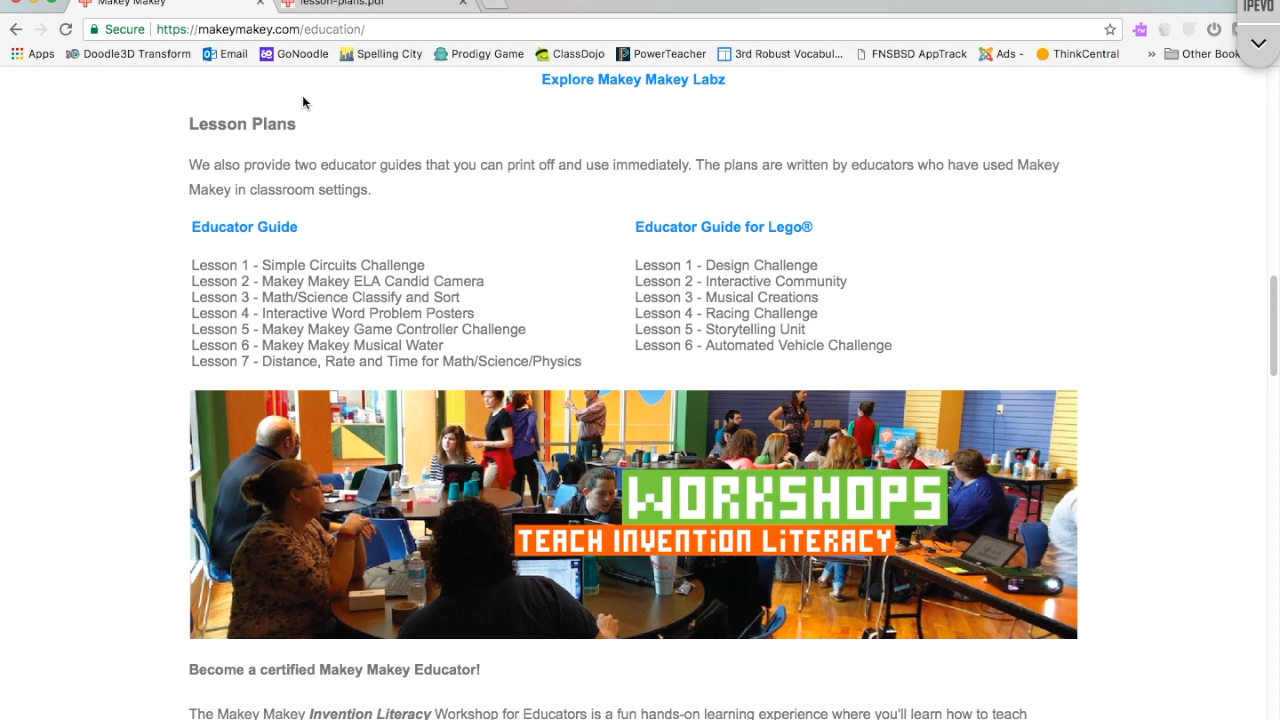 Makey Makey
lesson-plans.pdf
IPEVO
Secure https://makeymakey.com/education/
Apps Doodle3D Transform Email GoNoodle Spelling City Prodigy Game ClassDojo PowerTeacher 3rd Robust Vocabul... FNSBSD AppTrack Ads - ThinkCentral » Other
Explore Makey Makey Labz
Lesson Plans
We also provide two educator guides that you can print off and use immediately. The plans are written by educators who have used Makey
Makey in classroom settings.
Educator Guide
Lesson 1 - Simple Circuits Challenge
Lesson 2 - Makey Makey ELA Candid Camera
Lesson 3 - Math/Science Classify and Sort
Lesson 4 - Interactive Word Problem Posters
Lesson 5 - Makey Makey Game Controller Challenge
Lesson 6 - Makey Makey Musical Water
Lesson 7 - Distance, Rate and Time for Math/Science/Physics
Educator Guide for Lego®
Lesson 1 - Design Challenge
Lesson 2 - Interactive Community
Lesson 3 - Musical Creations
Lesson 4 - Racing Challenge
Lesson 5 - Storytelling Unit
Lesson 6 - Automated Vehicle Challenge
WORKSHOPS
TEACH INVENTION LITERACY
Become a certified Makey Makey Educator!
The Makey Makey Invention Literacy Workshop for Educators is a fun hands-on learning experience where you'll learn how to teach